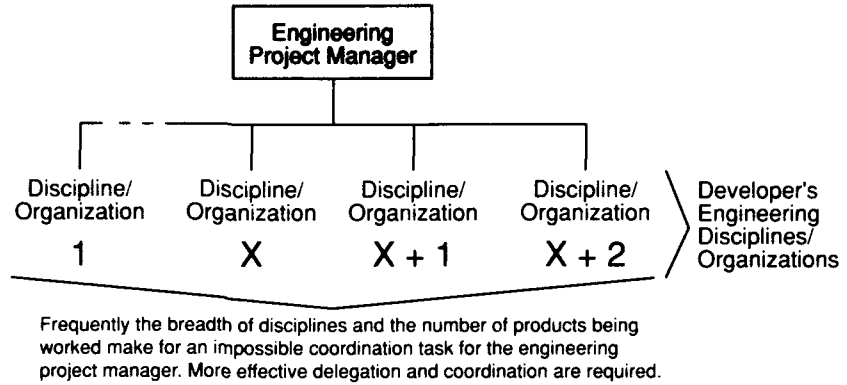 Engineering
Project Manager
Discipline/
Organization
1
Discipline/
Organization
X
Discipline/
Organization
X + 1
Discipline/
Organization
X + 2
Developer's
Engineering
Disciplines/
Organizations
Frequently the breadth of disciplines and the number of products being
worked make for an impossible coordination task for the engineering
project manager. More effective delegation and coordination are required.